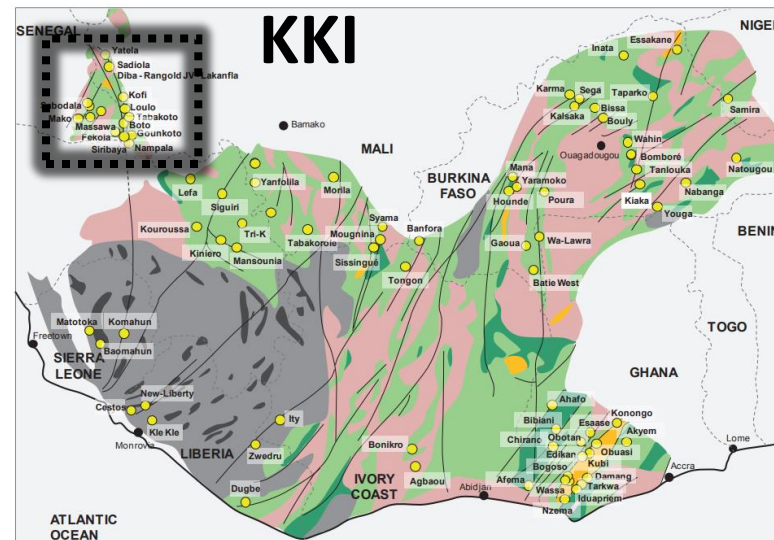 KKI
SENEGAL
NIGE
Yatela
Sadiola
Diba - Rangold JV - Lakanfla
Kofi
Loulo
Sabodala
Tabakoto
Mako
Boto
Massawa
Gounkoto
Fekola
Siribaya
Nampala
Bamako
MALI
Essakane
Inata
Karma
Sega
Taparko
Kalsaka
Bissa
Bouly
Samira
Ouagadougou
Wahin
Bomboré
Tanlouka
Natougou
Kiaka
Nabanga
Youga
BURKINA
FASO
Mana
Yaramoko
Hounde
Poura
Lefa
Yanfolila
Morila
Siguiri
Kouroussa
Tri-K
Syama
Kiniero
Mougnina
Banfora
Tabakorole
Mansounia
Sissingué
Tongon
Gaoua
Wa-Lawra
Batie West
BENIN
TOGO
GHANA
Matotoka
Komahun
Freetown
Baomahun
SIERRA
LEONE
New-Liberty
Cestos
Kle Kle
Monrovia
LIBERIA
Ity
Zwedru
Dugbe
Bonikro
Agbaou
IVORY
COAST
Abidjan
Ahafo
Bibiani
Konongo
Esaase
Chirano
Obotan
Akyem
Edikan
Obuasi
Bogoso
Kubi
Afema
Damang
Wassa
Tarkwa
Iduapriem
Nzema
Accra
Lome
ATLANTIC
OCEAN